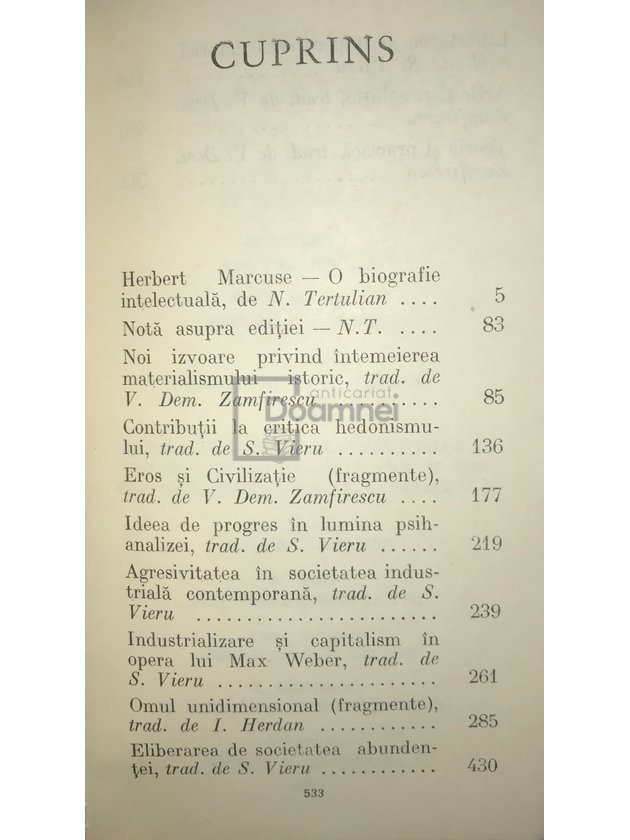 CUPRINS
Herbert Marcuse — O biografie
intelectuală, de N. Tertulian .... 5
Notă asupra ediției — N.T. .... 83
Noi izvoare privind întemeierea
materialismului istoric, trad. de
V. Dem. Zamfirescu .......... 85
anticariat
Doamnei
Contribuții la critica hedonismu-
lui, trad. de S. Vieru .......... 136
Eros și Civilizație (fragmente),
trad. de V. Dem. Zamfirescu .... 177
Ideea de progres în lumina psih-
analizei, trad. de S. Vieru ...... 219
Agresivitatea în societatea indus-
trială contemporană, trad. de S.
Vieru ........................ 239
Industrializare și capitalism în
opera lui Max Weber, trad. de
S. Vieru ...................... 261
Omul unidimensional (fragmente),
trad. de I. Herdan ............ 285
Eliberarea de societatea abunden-
ței, trad. de S. Vieru ............ 430
533